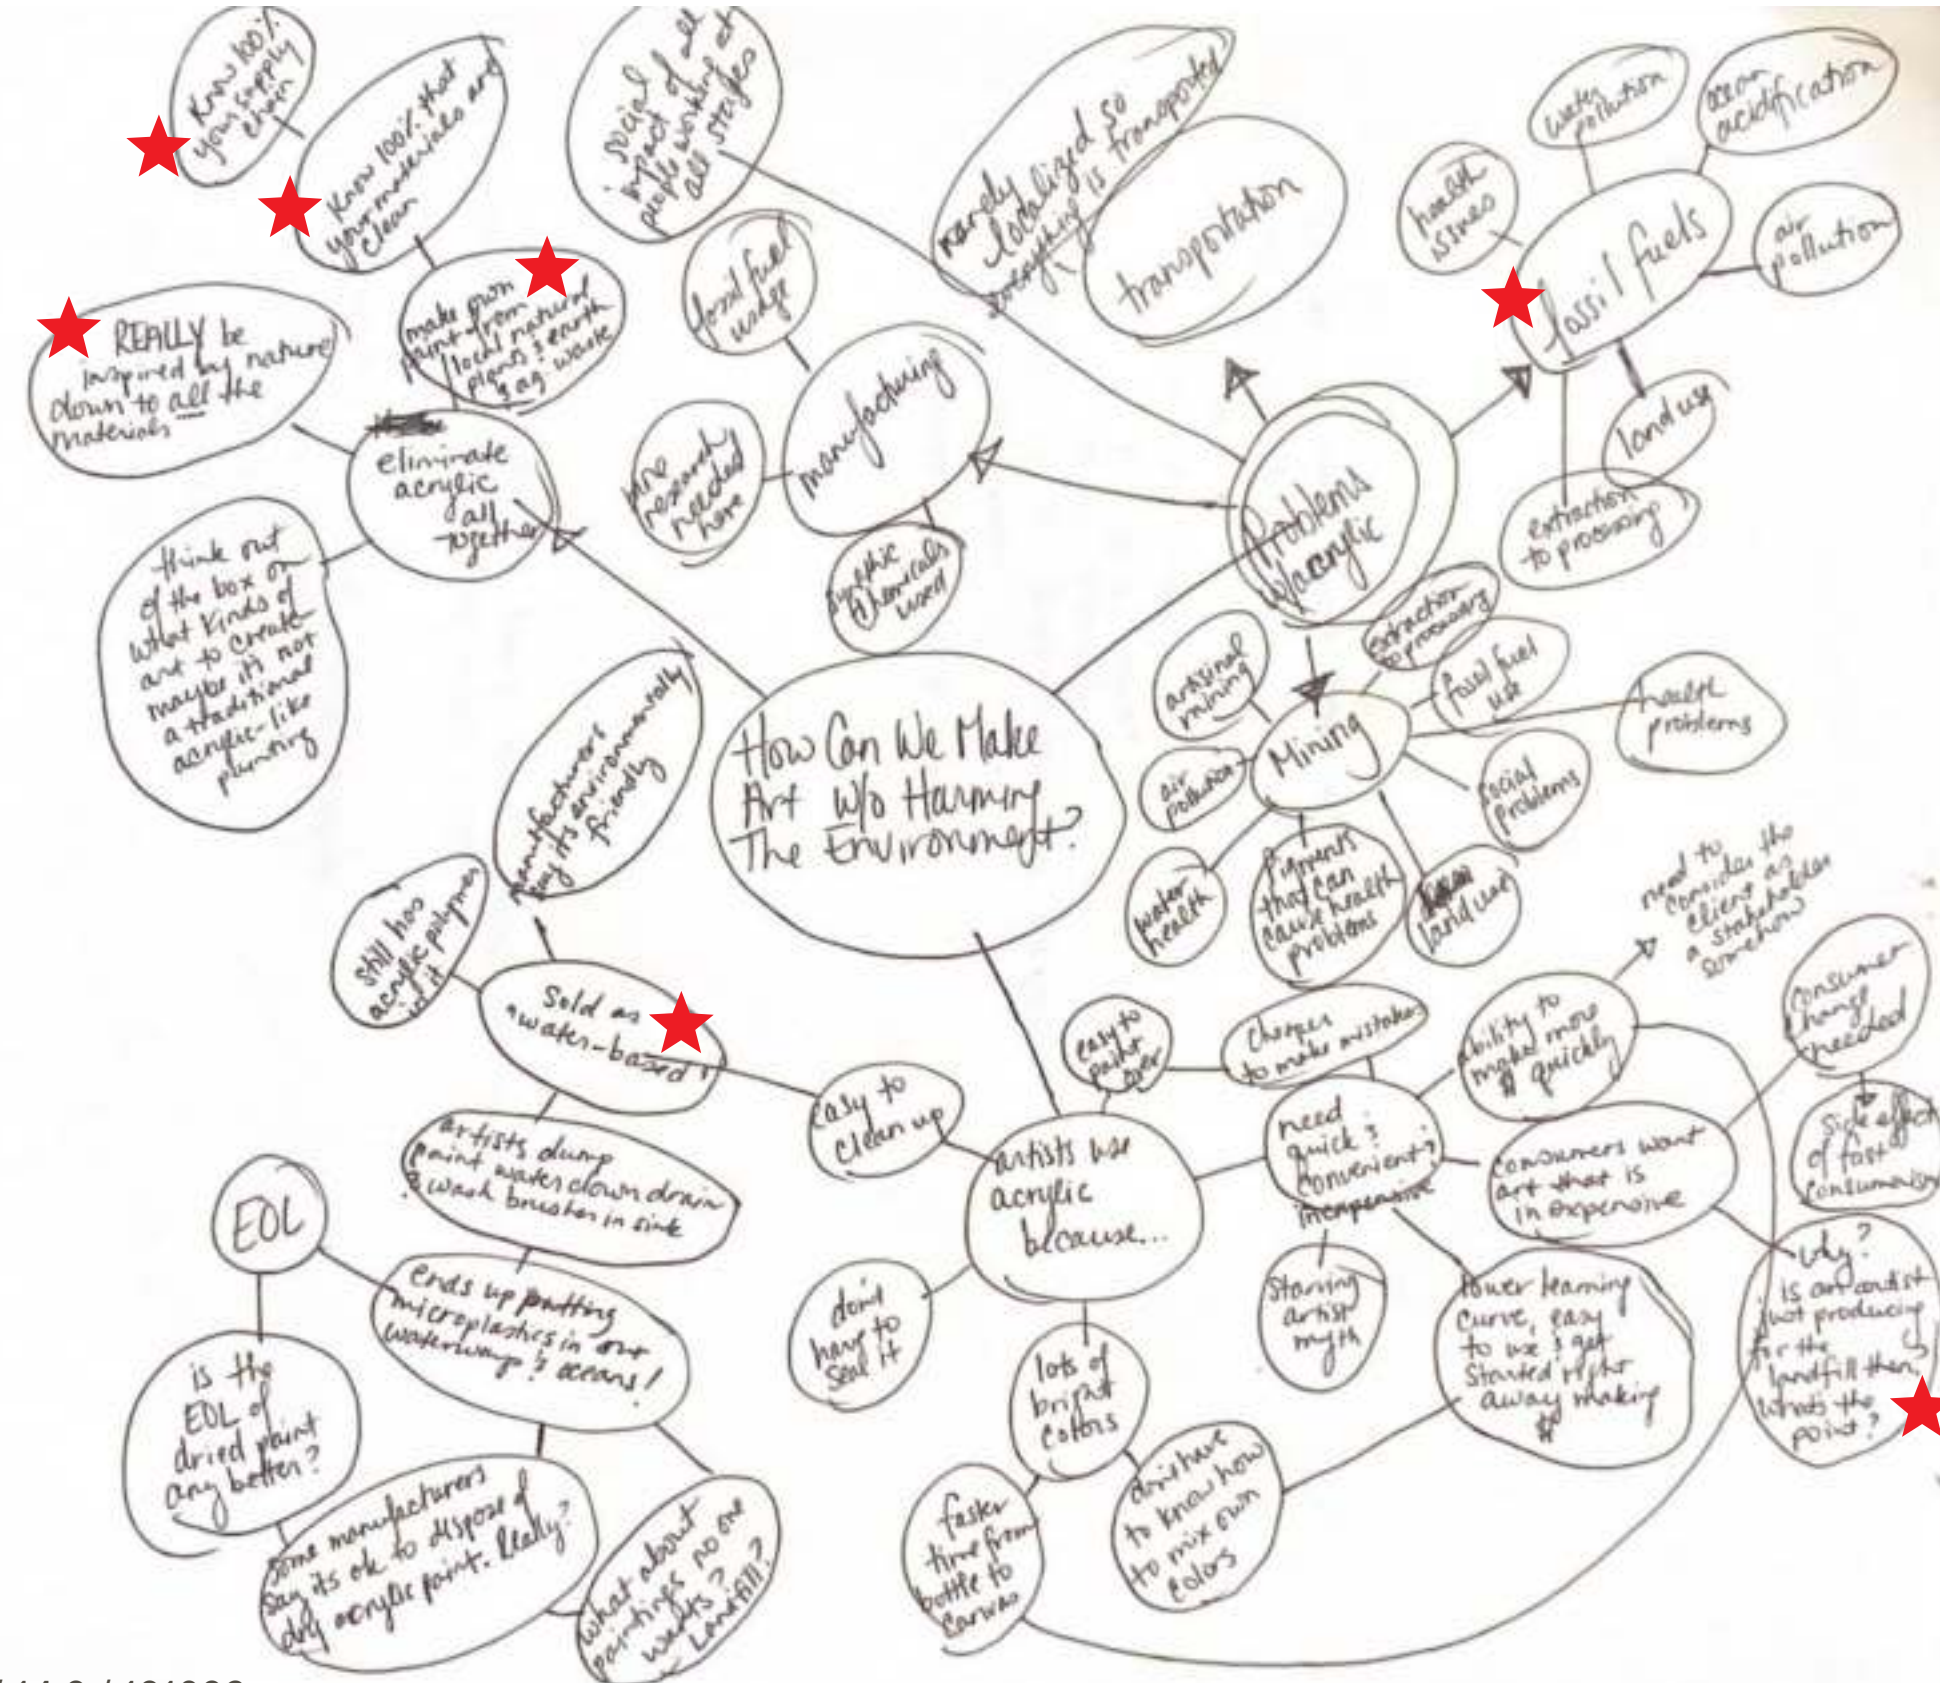 Know 100%
your supply
chain
Know 100% that
your materials are
clean
make own
paint from
local natural
plants & earth
& ag waste
REALLY be
inspired by nature
down to all the
materials
eliminate
acrylic
all
together
think out
of the box on
what kinds of
art to create
maybe it's not
a traditional
acrylic-like
painting
social
impact of all
people working at
all stages
fossil fuel
usage
manufacturing
more
research
needed
here
synthetic
chemicals
used
rarely
localized so
everything is transported
transportation
Problems
w/acrylic
water
pollution
ocean
acidification
health
issues
fossil fuels
air
pollution
land use
extraction
to processing
How Can We Make
Art w/o Harming
The Environment?
Mining
extraction
to processing
artisinal
mining
fossil fuel
use
health
problems
air
pollution
social
problems
water
health
pigments
that can
cause health
problems
land use
manufacturers
say its environmentally
friendly
still has
acrylic polymer
in it
Sold as
water-based
easy to
clean up
artists dump
paint water down drain
& wash brushes in sink
ends up putting
microplastics in our
waterways & oceans!
EOL
is the
EOL of
dried paint
any better?
some manufacturers
say its ok to dispose of
dry acrylic paint. Really?
what about
paintings no one
wants?
Landfill?
artists use
acrylic
because...
don't
have to
seal it
lots of
bright
colors
faster
time from
bottle to
canvas
don't have
to know how
to mix own
colors
easy to
paint
over
cheaper
to make mistakes
need
quick &
convenient &
inexpensive
starving
artist
myth
lower learning
curve, easy
to use & get
started right
away making
$
ability to
make more
$ quickly
need to
consider the
client as
a stakeholder
somehow
consumers want
art that is
inexpensive
consumer
change
needed
side effect
of fast
consumerism
why?
is an artist
just producing
for the
landfill then,
what's the
point?